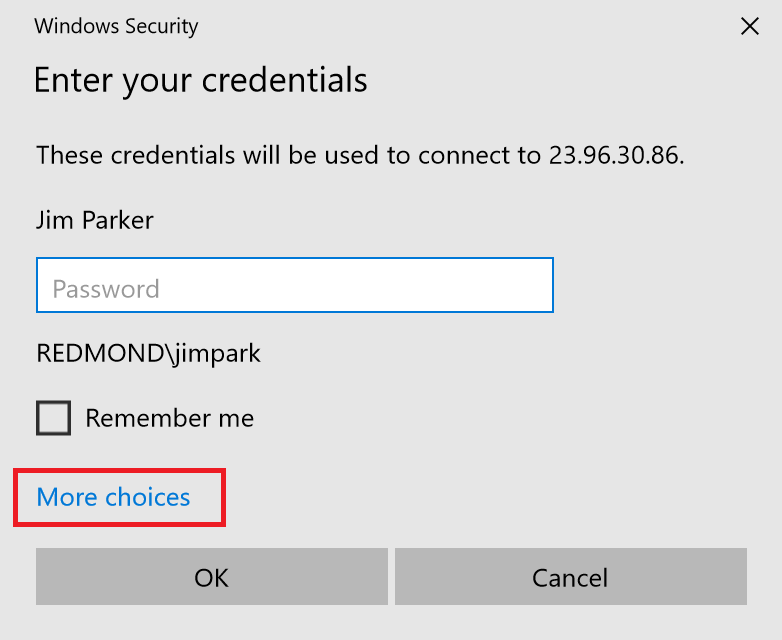 Windows Security
Enter your credentials
These credentials will be used to connect to 23.96.30.86.
Jim Parker
Password
REDMOND\jimpark
Remember me
More choices
OK
Cancel